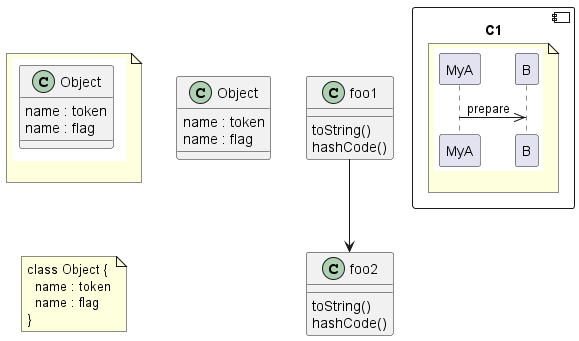 C Object
name : token
name : flag
C Object
name : token
name : flag
C foo1
toString()
hashCode()
C1
MyA B
prepare
MyA B
class Object {
name : token
name : flag
}
C foo2
toString()
hashCode()